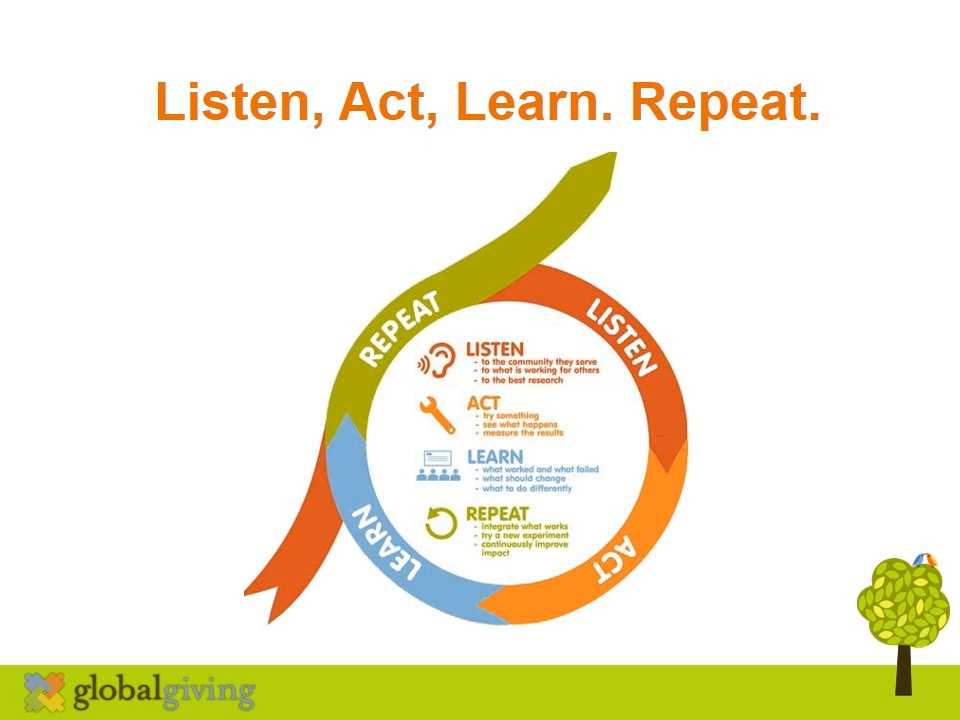 Listen, Act, Learn. Repeat.
REPEAT
LISTEN
LISTEN
- to the community they serve
- to what is working for others
- to the best research
ACT
- try something
- see what happens
- measure the results
LEARN
- what worked and what failed
- what should change
- what to do differently
REPEAT
- integrate what works
- try a new experiment
- continuously improve
impact
LEARN
ACT
globalgiving